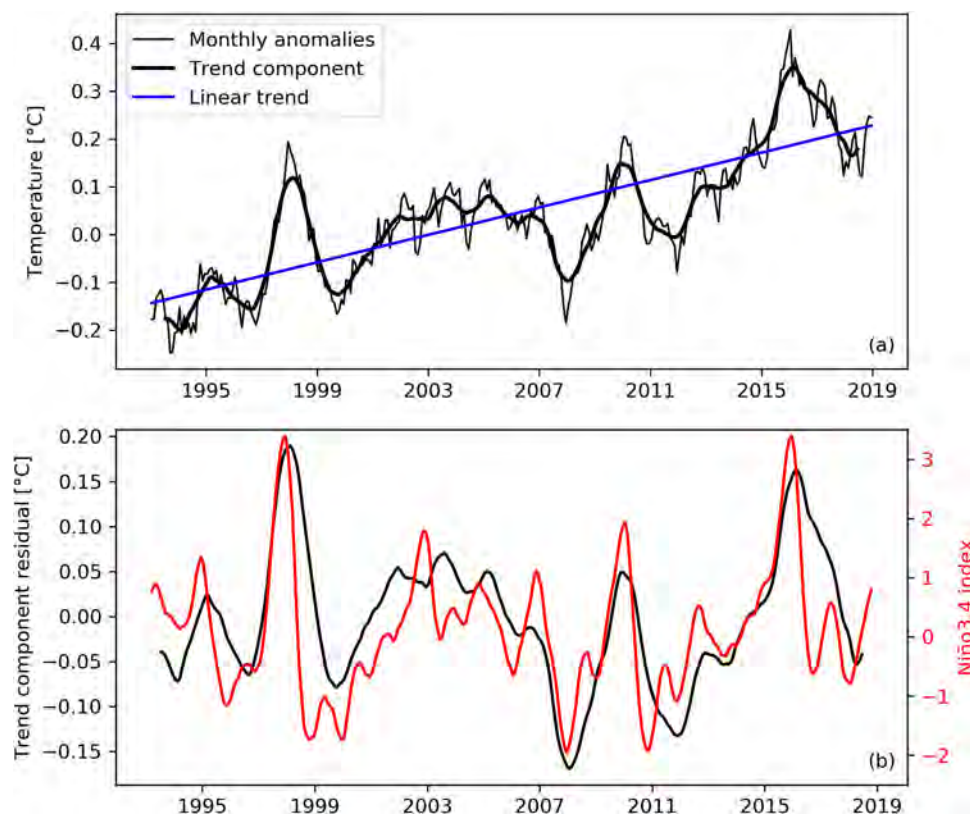 Monthly anomalies
Trend component
Linear trend
Temperature [°C]
0.4
0.3
0.2
0.1
0.0
−0.1
−0.2
(a)
1995 1999 2003 2007 2011 2015 2019
Trend component residual [°C]
0.20
0.15
0.10
0.05
0.00
−0.05
−0.10
−0.15
3
2
1
0
−1
−2
Niño3.4 index
(b)
1995 1999 2003 2007 2011 2015 2019